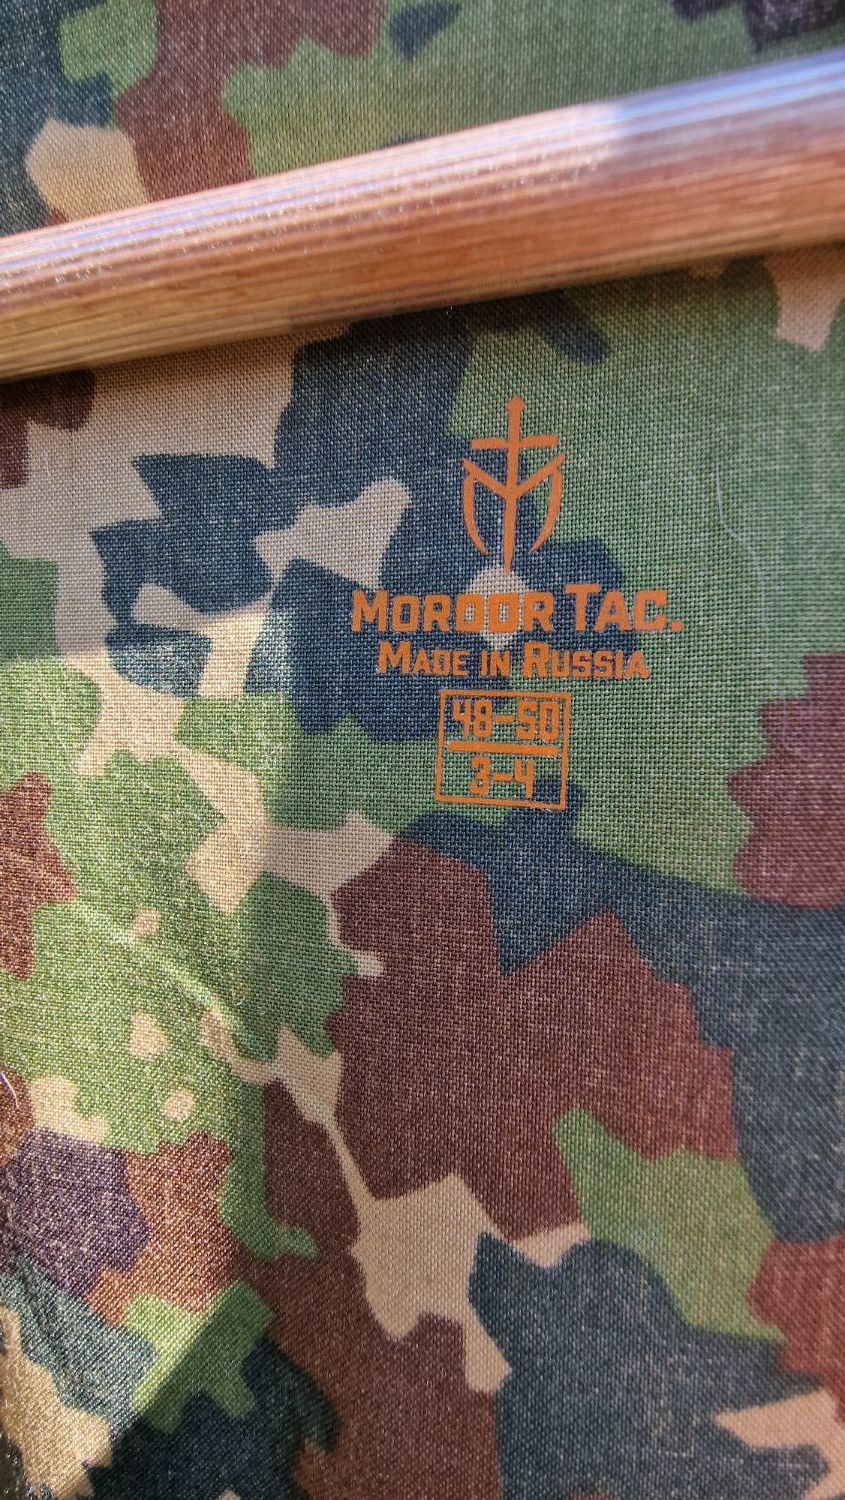 MORDOR TAC.
MADE IN RUSSIA
48-50
3-4